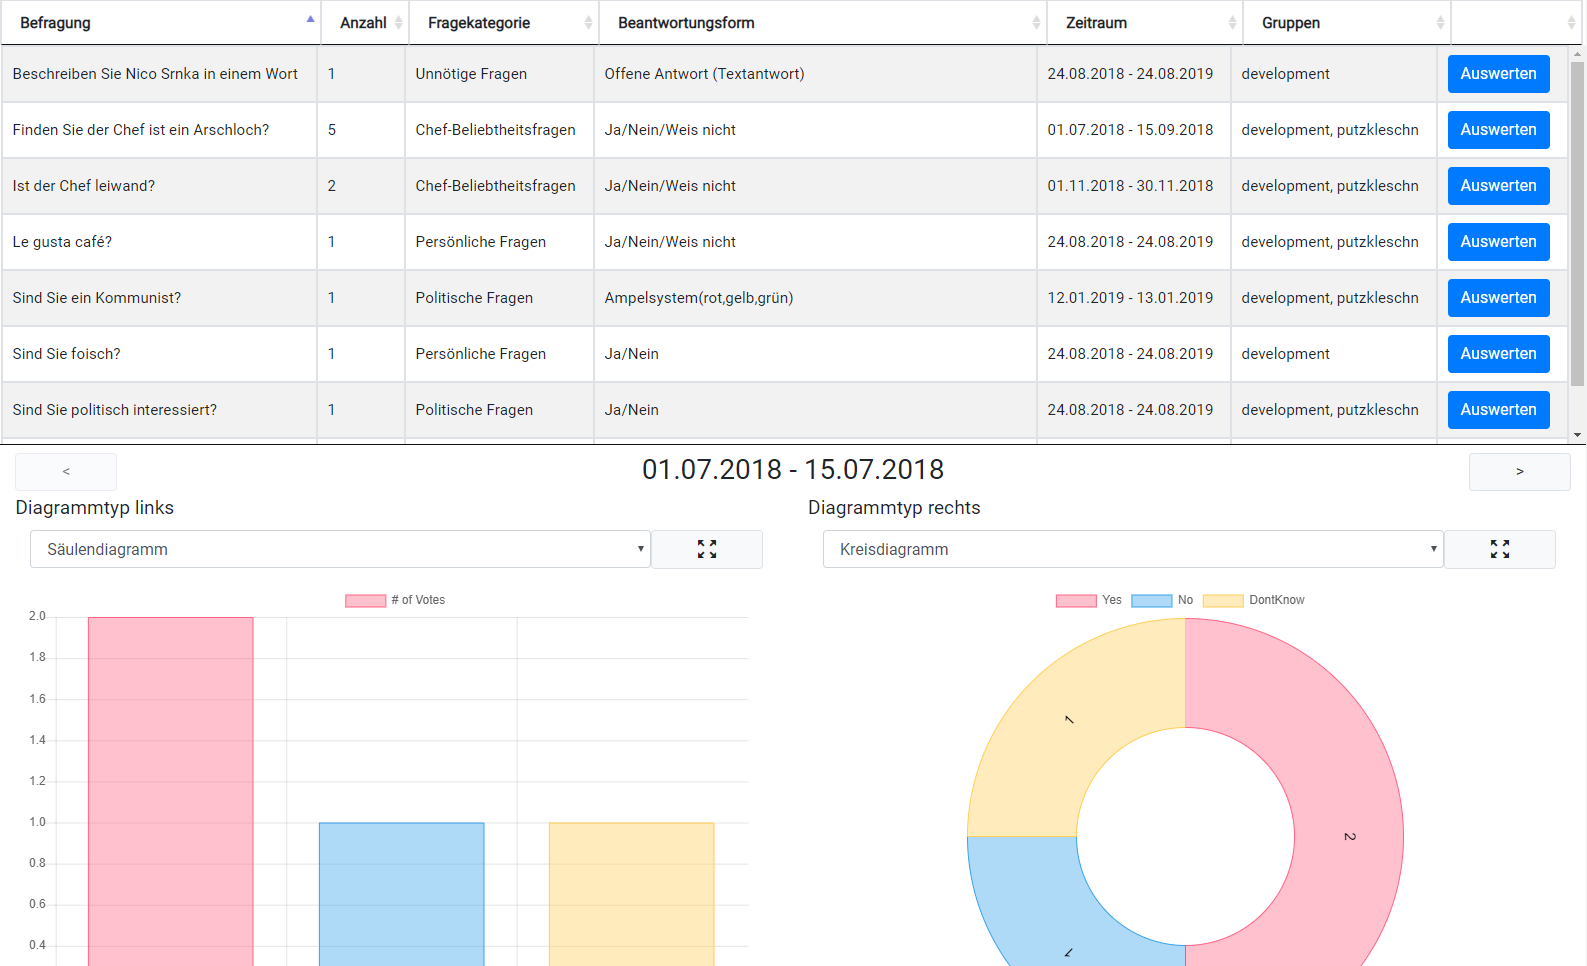 Befragung Anzahl Fragekategorie Beantwortungsform Zeitraum Gruppen
Beschreiben Sie Nico Srnka in einem Wort 1 Unnötige Fragen Offene Antwort (Textantwort) 24.08.2018 - 24.08.2019 development Auswerten
Finden Sie der Chef ist ein Arschloch? 5 Chef-Beliebtheitsfragen Ja/Nein/Weis nicht 01.07.2018 - 15.09.2018 development, putzkleschn Auswerten
Ist der Chef leiwand? 2 Chef-Beliebtheitsfragen Ja/Nein/Weis nicht 01.11.2018 - 30.11.2018 development, putzkleschn Auswerten
Le gusta café? 1 Persönliche Fragen Ja/Nein/Weis nicht 24.08.2018 - 24.08.2019 development, putzkleschn Auswerten
Sind Sie ein Kommunist? 1 Politische Fragen Ampelsystem(rot,gelb,grün) 12.01.2019 - 13.01.2019 development, putzkleschn Auswerten
Sind Sie foisch? 1 Persönliche Fragen Ja/Nein 24.08.2018 - 24.08.2019 development Auswerten
Sind Sie politisch interessiert? 1 Politische Fragen Ja/Nein 24.08.2018 - 24.08.2019 development, putzkleschn Auswerten
< 01.07.2018 - 15.07.2018 >
Diagrammtyp links Diagrammtyp rechts
Säulendiagramm Kreisdiagramm
# of Votes Yes No DontKnow
2.0
1.8
1.6
1.4
1.2
1.0
0.8
0.6
0.4
1
2
1